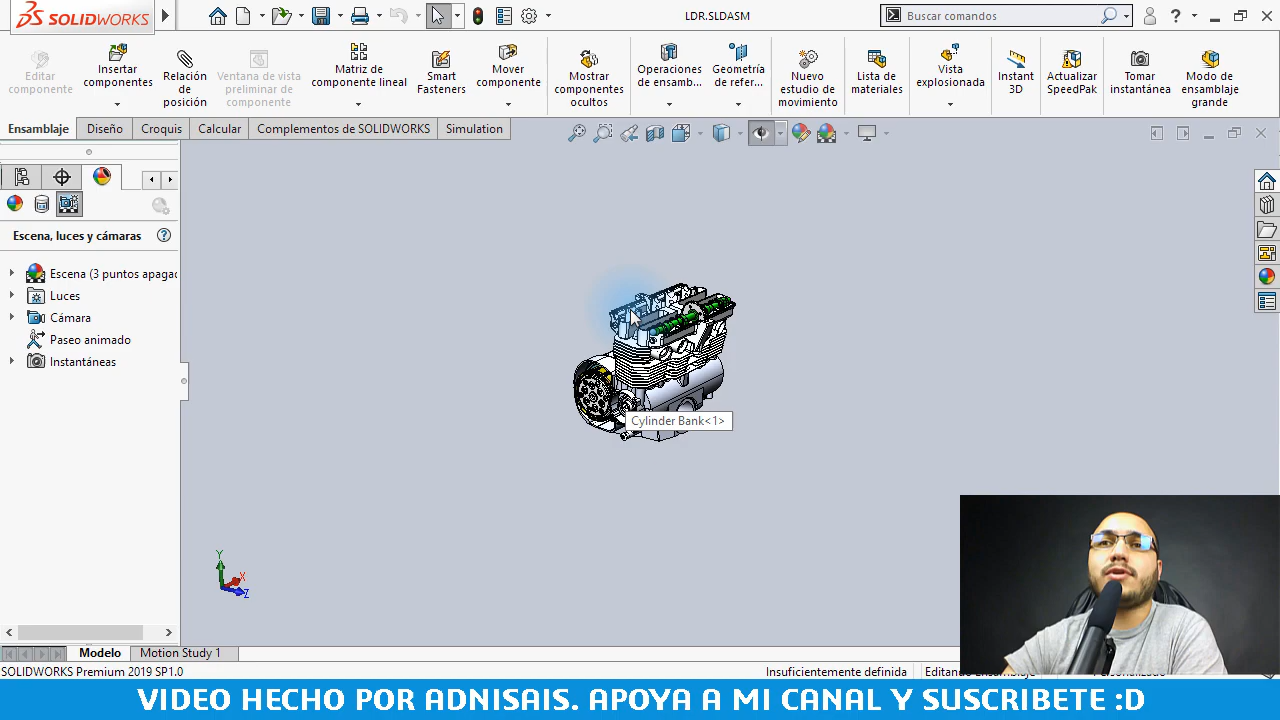 SOLIDWORKS
LDR.SLDASM
Buscar comandos
Editar
componente
Insertar
componentes
Relación
de
posición
Ventana de vista
preliminar de
componente
Matriz de
componente lineal
Smart
Fasteners
Mover
componente
Mostrar
componentes
ocultos
Operaciones
de ensamb...
Geometría
de refer...
Nuevo
estudio de
movimiento
Lista de
materiales
Vista
explosionada
Instant
3D
Actualizar
SpeedPak
Tomar
instantánea
Modo de
ensamblaje
grande
Ensamblaje
Diseño
Croquis
Calcular
Complementos de SOLIDWORKS
Simulation
Escena, luces y cámaras
Escena (3 puntos apagad
Luces
Cámara
Paseo animado
Instantáneas
Cylinder Bank<1>
Y
X
Z
Modelo
Motion Study 1
SOLIDWORKS Premium 2019 SP1.0
Insuficientemente definida
VIDEO HECHO POR ADNISAIS. APOYA A MI CANAL Y SUSCRIBETE :D